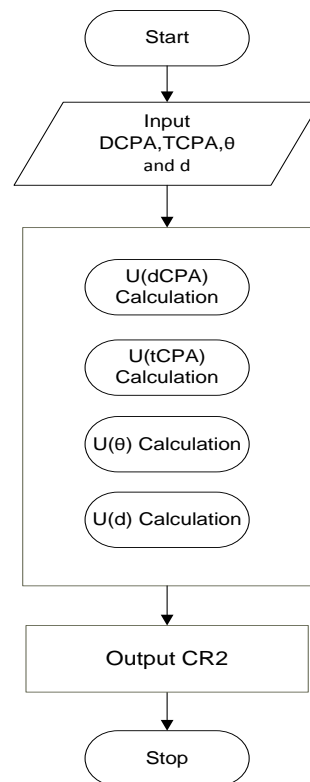 Start
Input
DCPA,TCPA,θ
and d
U(dCPA)
Calculation
U(tCPA)
Calculation
U(θ) Calculation
U(d) Calculation
Output CR2
Stop